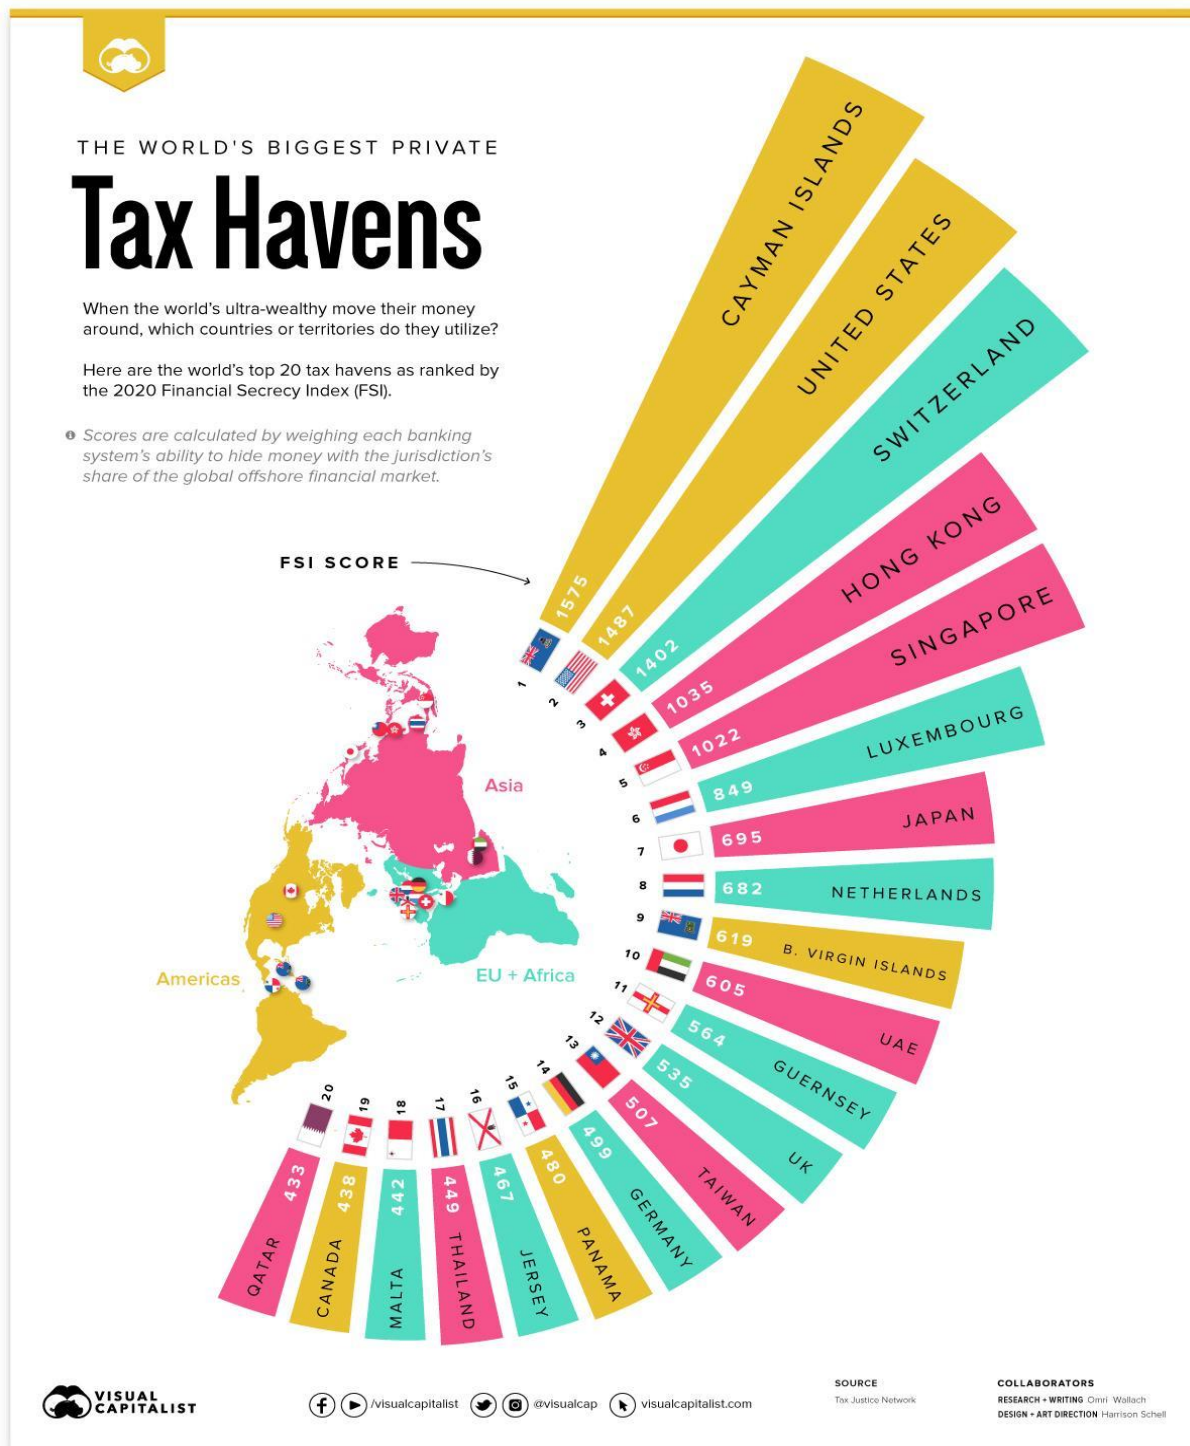 THE WORLD'S BIGGEST PRIVATE
Tax Havens
When the world's ultra-wealthy move their money
around, which countries or territories do they utilize?
Here are the world's top 20 tax havens as ranked by
the 2020 Financial Secrecy Index (FSI).
Scores are calculated by weighing each banking
system's ability to hide money with the jurisdiction's
share of the global offshore financial market.
FSI SCORE
1 1575 CAYMAN ISLANDS
2 1487 UNITED STATES
3 1402 SWITZERLAND
4 1035 HONG KONG
5 1022 SINGAPORE
6 849 LUXEMBOURG
7 695 JAPAN
8 682 NETHERLANDS
9 619 B. VIRGIN ISLANDS
10 605 UAE
11 564 GUERNSEY
12 535 UK
13 507 TAIWAN
14 499 GERMANY
15 480 PANAMA
16 467 JERSEY
17 449 THAILAND
18 442 MALTA
19 438 CANADA
20 433 QATAR
Asia
Americas
EU + Africa
VISUAL
CAPITALIST
/visualcapitalist
@visualcap
visualcapitalist.com
SOURCE
Tax Justice Network
COLLABORATORS
RESEARCH + WRITING Omri Wallach
DESIGN + ART DIRECTION Harrison Schell